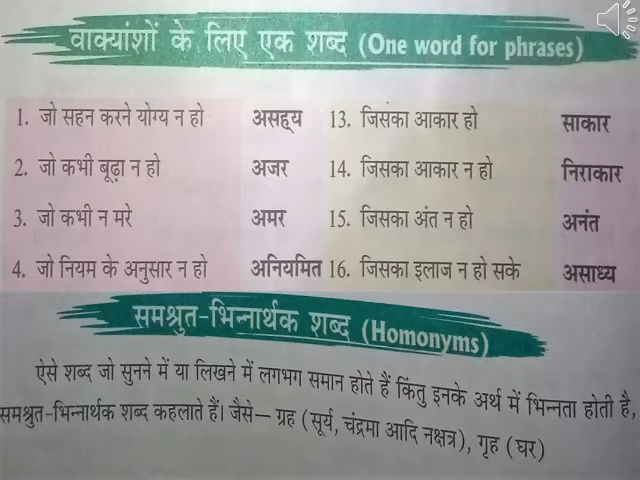 वाक्यांशों के लिए एक शब्द (One word for phrases)
1. जो सहन करने योग्य न हो असह्य 13. जिसका आकार हो साकार
2. जो कभी बूढ़ा न हो अजर 14. जिसका आकार न हो निराकार
3. जो कभी न मरे अमर 15. जिसका अंत न हो अनंत
4. जो नियम के अनुसार न हो अनियमित 16. जिसका इलाज न हो सके असाध्य
समश्रुत-भिन्नार्थक शब्द (Homonyms)
ऐसे शब्द जो सुनने में या लिखने में लगभग समान होते हैं किंतु इनके अर्थ में भिन्नता होती है,
समश्रुत-भिन्नार्थक शब्द कहलाते हैं। जैसे— ग्रह (सूर्य, चंद्रमा आदि नक्षत्र), गृह (घर)